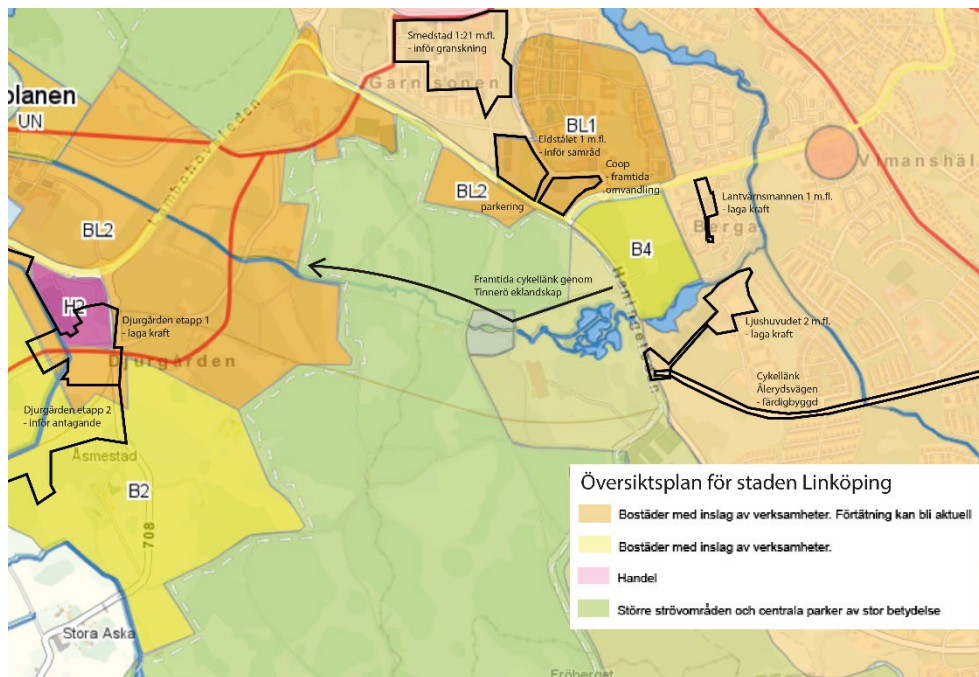 Smedstad 1:21 m.fl.
- inför granskning
Garnisonen
planen
UN
Lambohovsleden
BL1
Eldstålet 1 m.fl.
- inför samråd
Coop
- framtida
omvandling
Vimanshäll
BL2
parkering
Lantvärnsmannen 1 m.fl.
- laga kraft
Berga
BL2
B4
Haningeleden
Framtida cykellänk genom
Tinnerö eklandskap
H2
Djurgården etapp 1
- laga kraft
Djurgården
Ljushuvudet 2 m.fl.
- laga kraft
Cykellänk
Ålerydsvägen
- färdigbyggd
Djurgården etapp 2
- inför antagande
Åsmestad
B2
708
Stora Aska
Fröberget
Översiktsplan för staden Linköping
Bostäder med inslag av verksamheter. Förtätning kan bli aktuell
Bostäder med inslag av verksamheter.
Handel
Större strövområden och centrala parker av stor betydelse